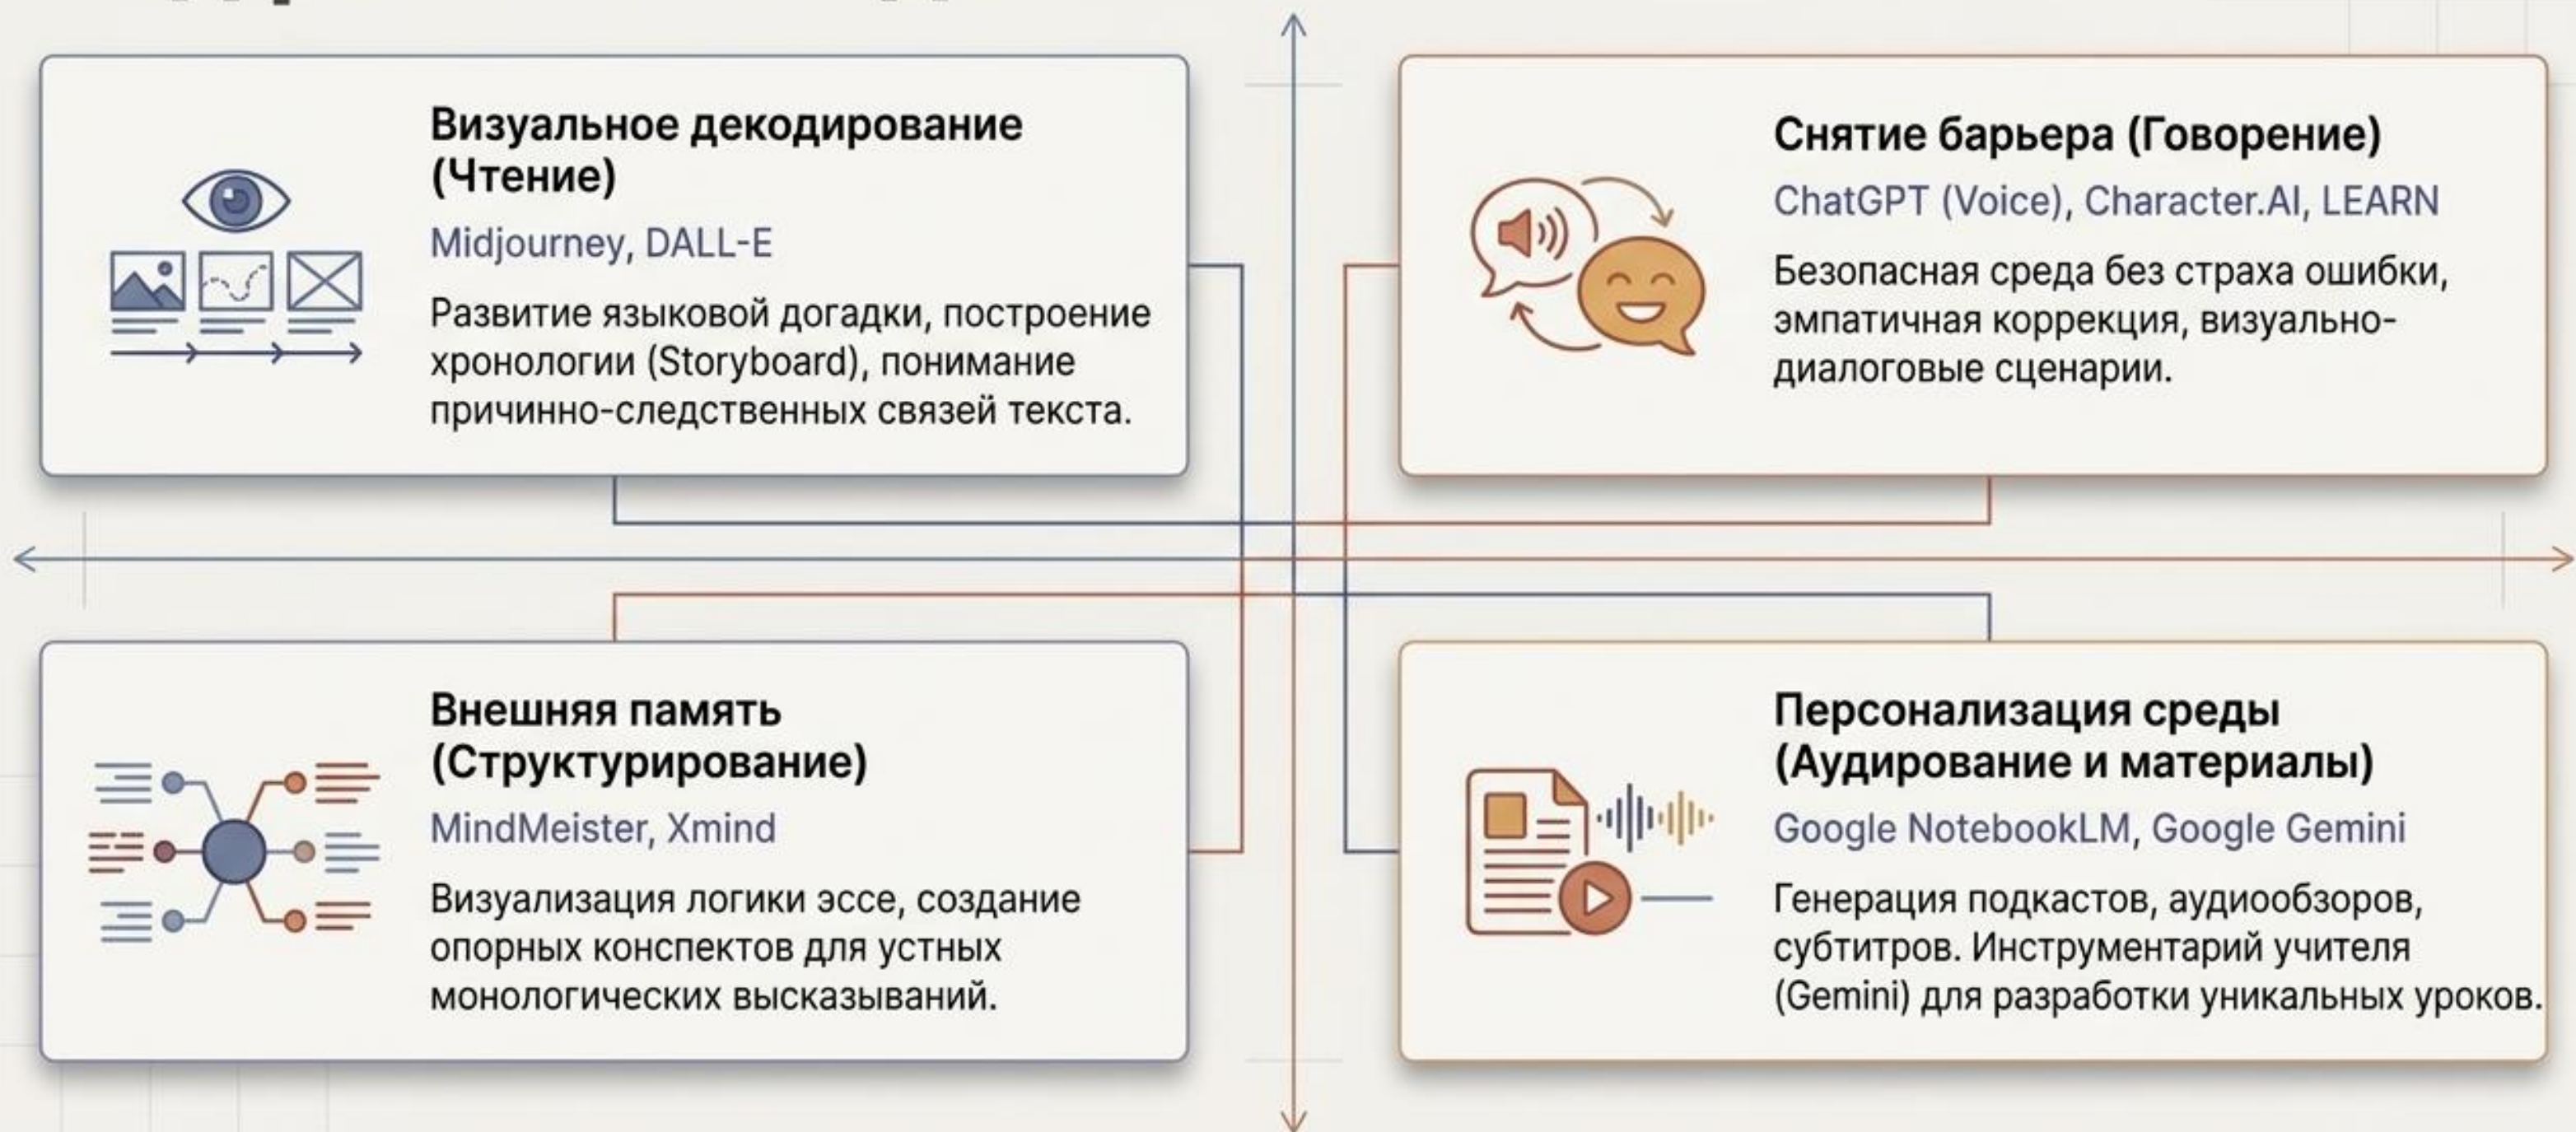 Визуальное декодирование
(Чтение)
Midjourney, DALL-E
Развитие языковой догадки, построение
хронологии (Storyboard), понимание
причинно-следственных связей текста.
Снятие барьера (Говорение)
ChatGPT (Voice), Character.AI, LEARN
Безопасная среда без страха ошибки,
эмпатичная коррекция, визуально-
диалоговые сценарии.
Внешняя память
(Структурирование)
MindMeister, Xmind
Визуализация логики эссе, создание
опорных конспектов для устных
монологических высказываний.
Персонализация среды
(Аудирование и материалы)
Google NotebookLM, Google Gemini
Генерация подкастов, аудиообзоров,
субтитров. Инструментарий учителя
(Gemini) для разработки уникальных уроков.